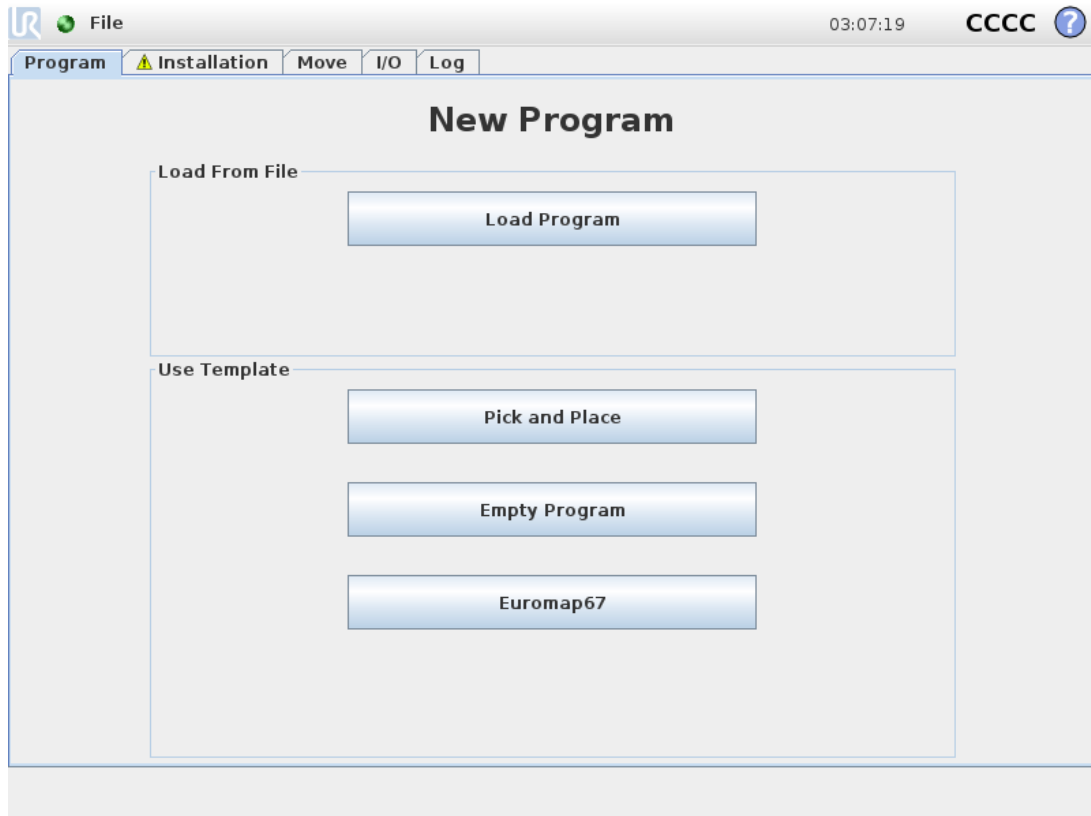 UR File 03:07:19 CCCC ?
Program Installation Move I/O Log
New Program
Load From File
Load Program
Use Template
Pick and Place
Empty Program
Euromap67